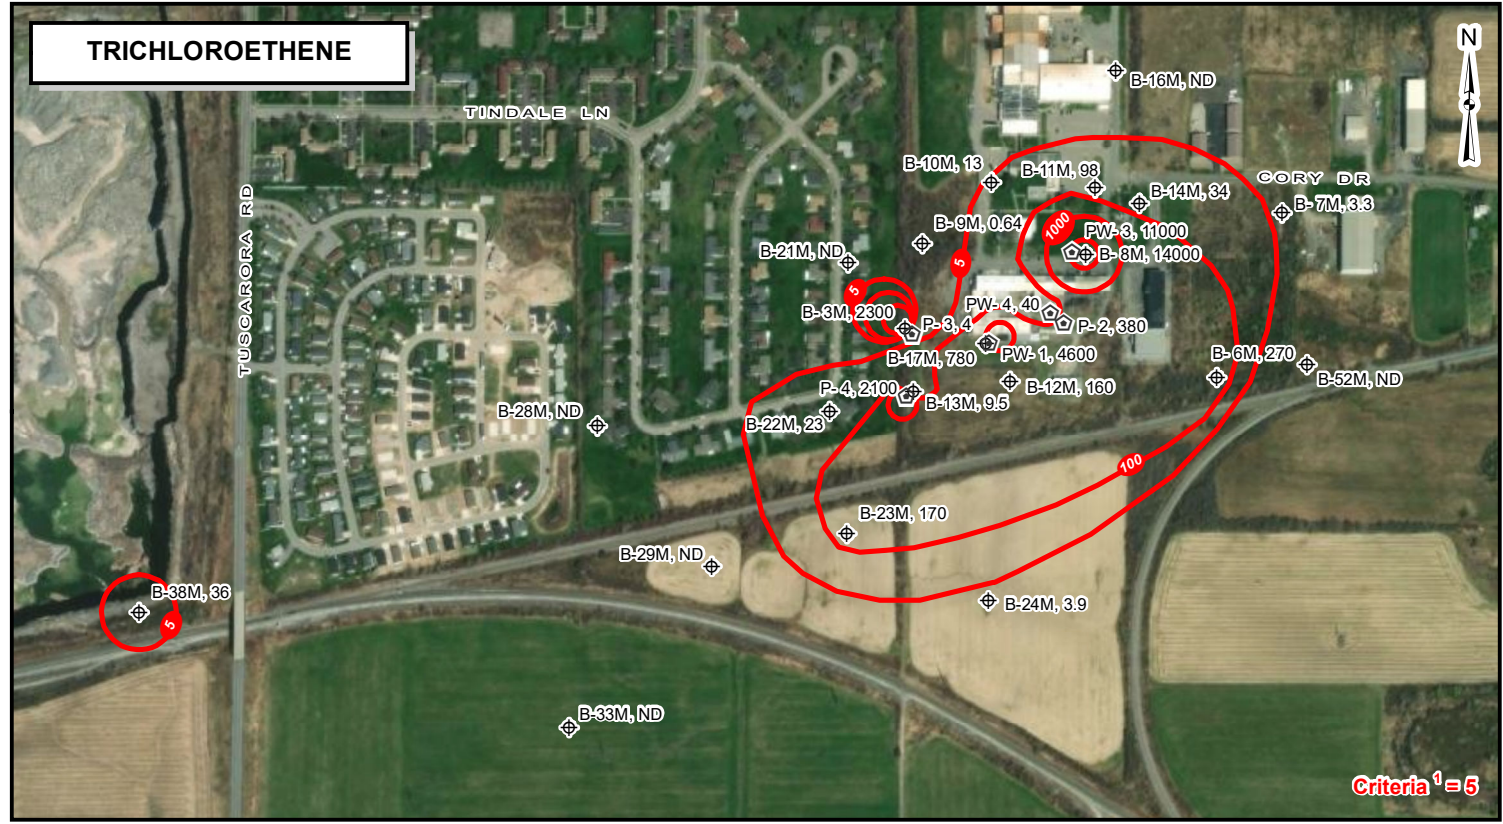 TRICHLOROETHENE
N
B-16M, ND
TINDALE LN
B-10M, 13
B-11M, 98
CORY DR
B-14M, 34
B- 7M, 3.3
TUSCARORA RD
B- 9M, 0.64
1000
PW- 3, 11000
B-21M, ND
B- 8M, 14000
5
5
PW- 4, 40
B- 3M, 2300
P- 3, 4
P- 2, 380
B-17M, 780
PW- 1, 4600
B- 6M, 270
B-52M, ND
P- 4, 2100
B-12M, 160
B-13M, 9.5
B-28M, ND
B-22M, 23
100
B-23M, 170
B-29M, ND
B-38M, 36
B-24M, 3.9
5
B-33M, ND
Criteria ¹ = 5